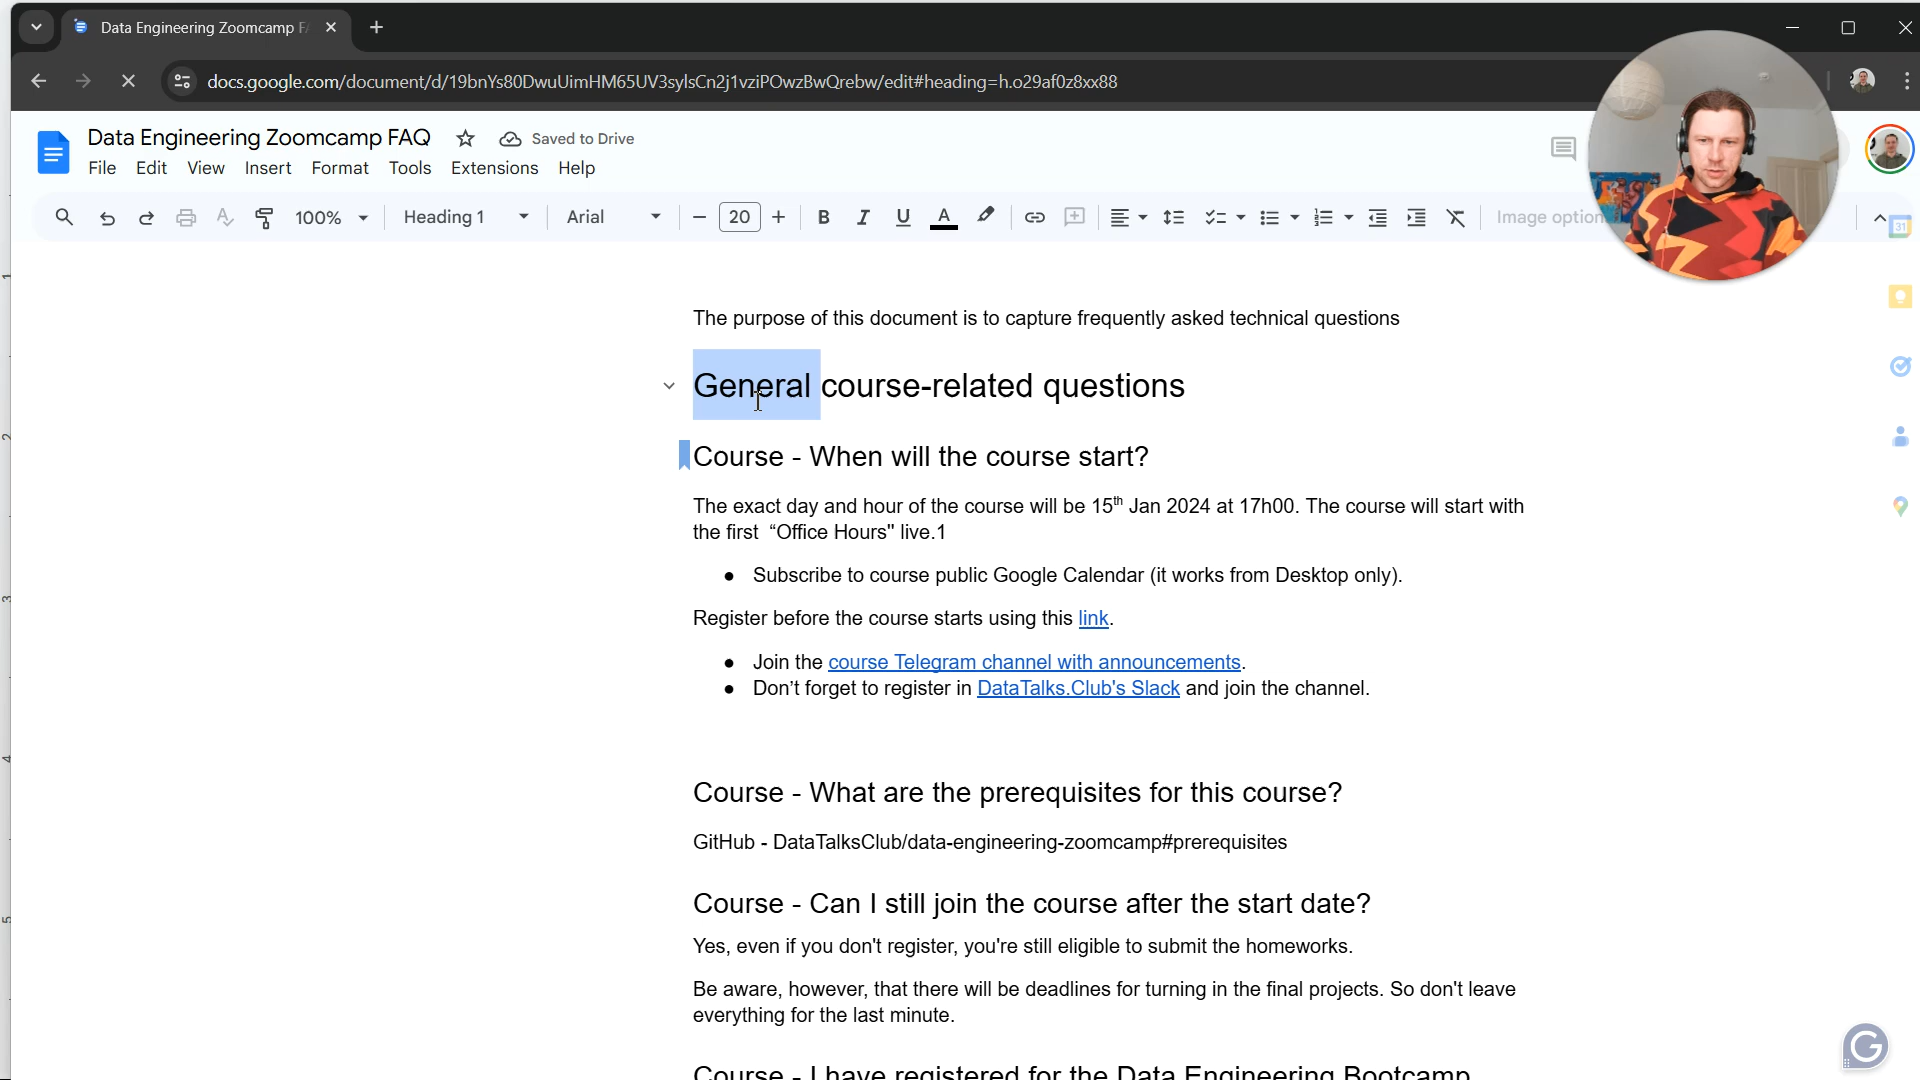 Data Engineering Zoomcamp F
docs.google.com/document/d/19bnYs80DwuUimHM65UV3sylsCn2j1vziPOwzBwQrebw/edit#heading=h.o29af0z8xx88
Data Engineering Zoomcamp FAQ
Saved to Drive
File Edit View Insert Format Tools Extensions Help
100% Heading 1 Arial 20 B I U A Image option
31
1
2
3
4
5
The purpose of this document is to capture frequently asked technical questions
General course-related questions
Course - When will the course start?
The exact day and hour of the course will be 15th Jan 2024 at 17h00. The course will start with
the first “Office Hours" live.1
● Subscribe to course public Google Calendar (it works from Desktop only).
Register before the course starts using this link.
● Join the course Telegram channel with announcements.
● Don’t forget to register in DataTalks.Club's Slack and join the channel.
Course - What are the prerequisites for this course?
GitHub - DataTalksClub/data-engineering-zoomcamp#prerequisites
Course - Can I still join the course after the start date?
Yes, even if you don't register, you're still eligible to submit the homeworks.
Be aware, however, that there will be deadlines for turning in the final projects. So don't leave
everything for the last minute.
Course - I have registered for the Data Engineering Bootcamp
G